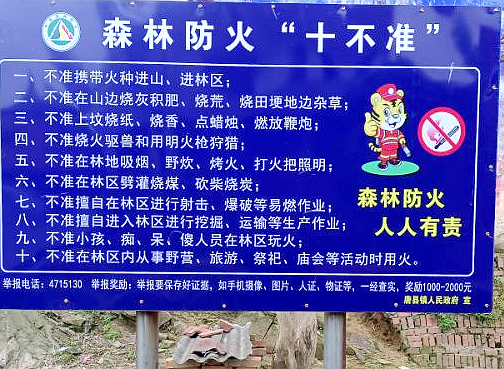 森林防火“十不准”
一、不准携带火种进山、进林区；
二、不准在山边烧灰积肥、烧荒、烧田埂地边杂草；
三、不准上坟烧纸、烧香、点蜡烛、燃放鞭炮；
四、不准烧火驱兽和用明火枪狩猎；
五、不准在林地吸烟、野炊、烤火、打火把照明；
六、不准在林区劈灌烧煤、砍柴烧炭；
七、不准擅自在林区进行射击、爆破等易燃作业；
八、不准擅自进入林区进行挖掘、运输等生产作业；
九、不准小孩、痴、呆、傻人员在林区玩火；
十、不准在林区内从事野营、旅游、祭祀、庙会等活动时用火。
森林防火
人人有责
举报电话：4715130 举报奖励：举报要保存好证据，如手机摄像、图片、人证、物证等，一经查实，奖励1000-2000元
唐县镇人民政府 宣